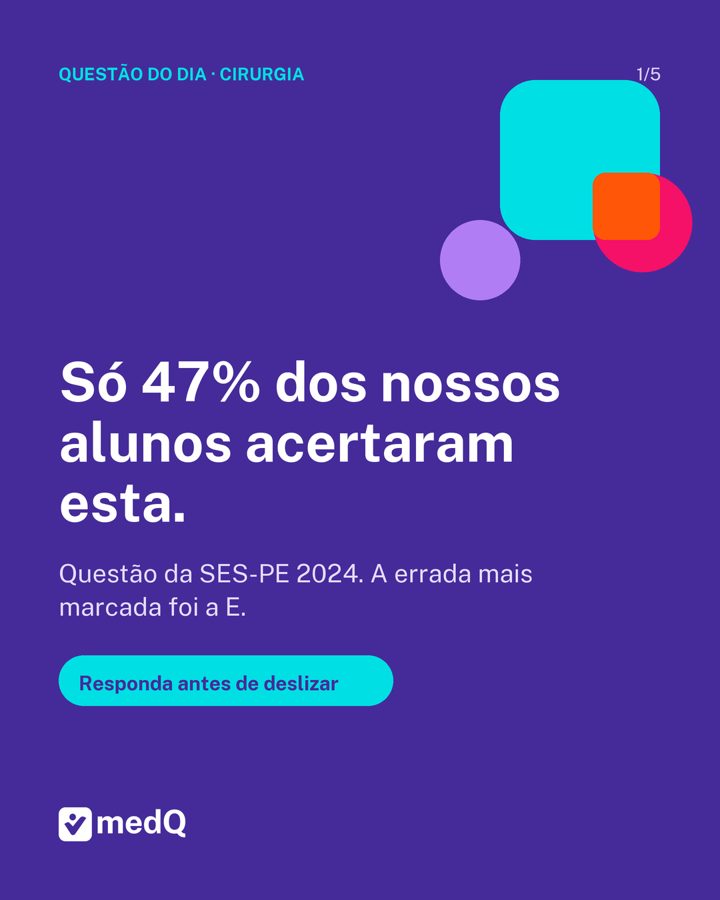 QUESTÃO DO DIA · CIRURGIA
1/5
Só 47% dos nossos
alunos acertaram
esta.
Questão da SES-PE 2024. A errada mais
marcada foi a E.
Responda antes de deslizar
medQ